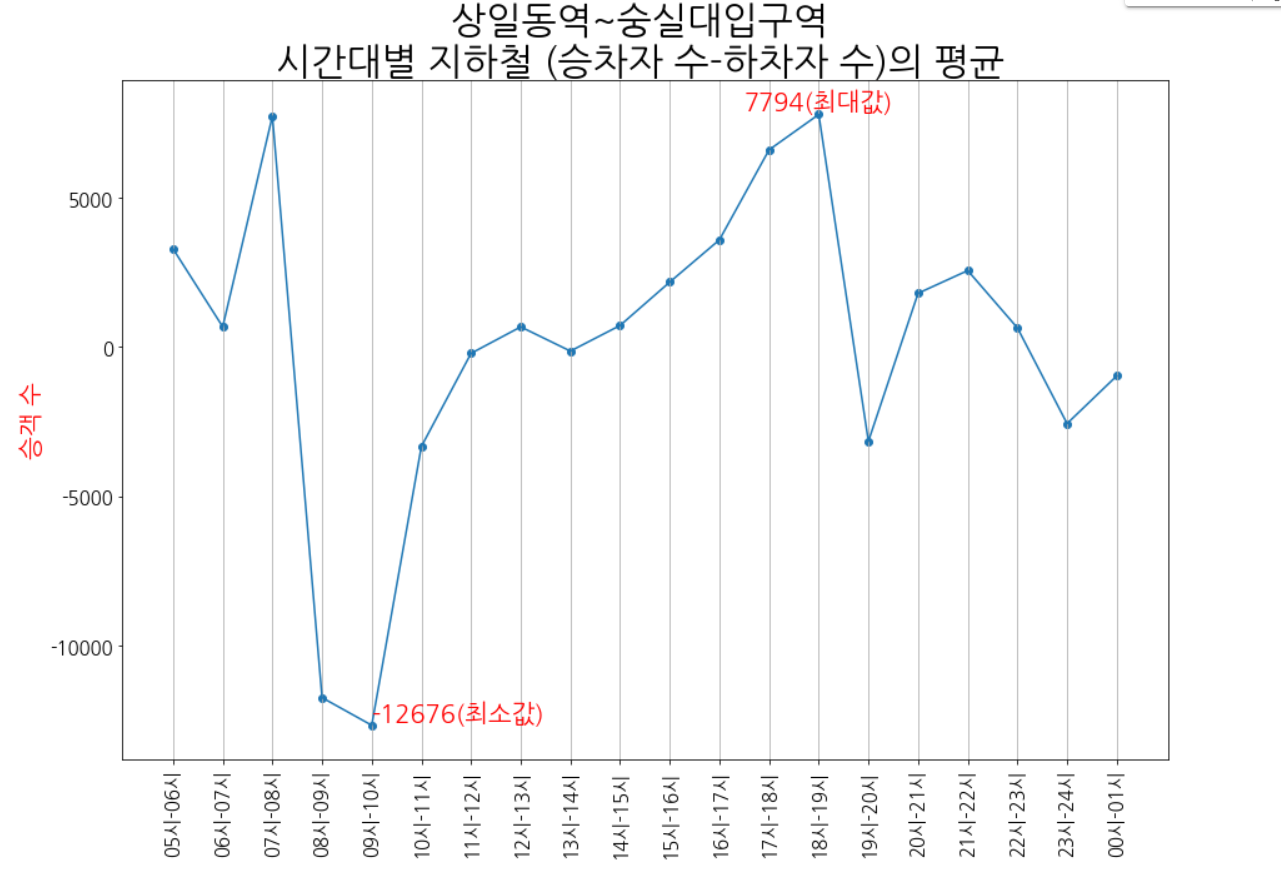 상일동역~숭실대입구역
시간대별 지하철 (승차자 수-하차자 수)의 평균
7794(최대값)
5000
0
승객 수
-5000
-10000
-12676(최소값)
05시-06시
06시-07시
07시-08시
08시-09시
09시-10시
10시-11시
11시-12시
12시-13시
13시-14시
14시-15시
15시-16시
16시-17시
17시-18시
18시-19시
19시-20시
20시-21시
21시-22시
22시-23시
23시-24시
00시-01시